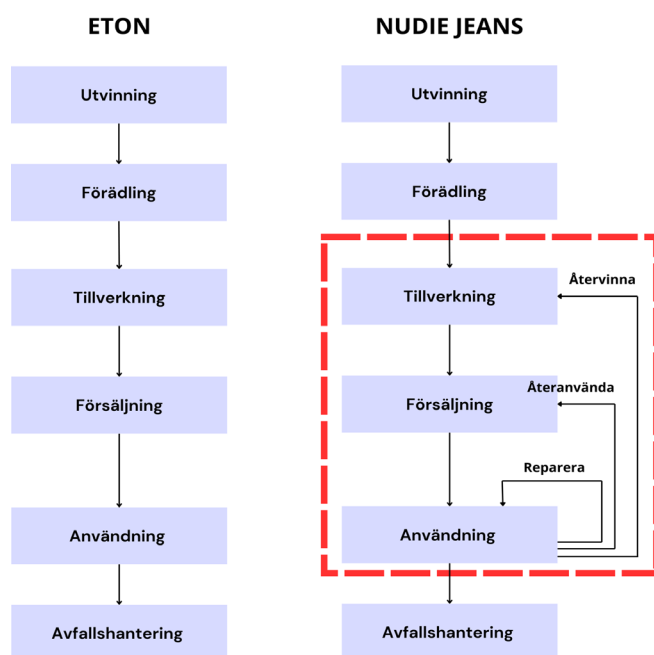 ETON
Utvinning
Förädling
Tillverkning
Försäljning
Användning
Avfallshantering
NUDIE JEANS
Utvinning
Förädling
Tillverkning
Återvinna
Försäljning
Återanvända
Reparera
Användning
Avfallshantering